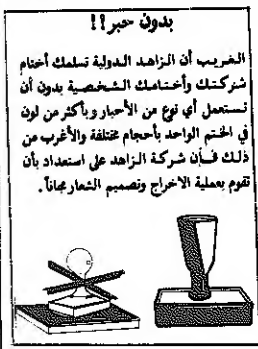 بدون حبر!!
الغريب أن الزاهد الدولية تسلمك أختام
شركتك وأختامك الشخصية بدون أن
تستعمل أي نوع من الأحبار وبأكثر من لون
في الختم الواحد بأحجام مختلفة والأغرب من
ذلك فأن شركة الزاهد على استعداد بأن
تقوم بعملية الاخراج وتصميم الشعار مجاناً.